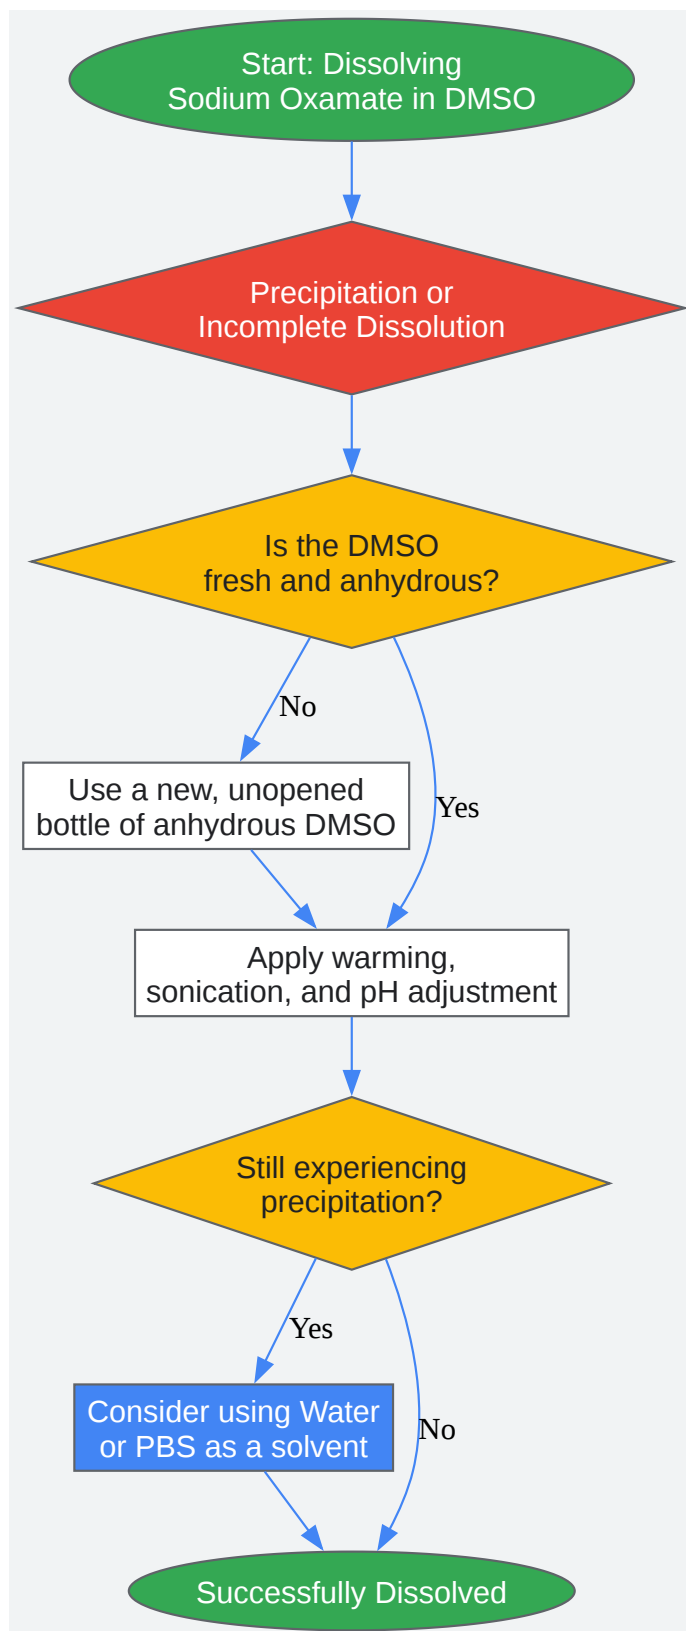 Start: Dissolving
Sodium Oxamate in DMSO
Precipitation or
Incomplete Dissolution
Is the DMSO
fresh and anhydrous?
No
Use a new, unopened
bottle of anhydrous DMSO
Yes
Apply warming,
sonication, and pH adjustment
Still experiencing
precipitation?
Yes
Consider using Water
or PBS as a solvent
No
Successfully Dissolved